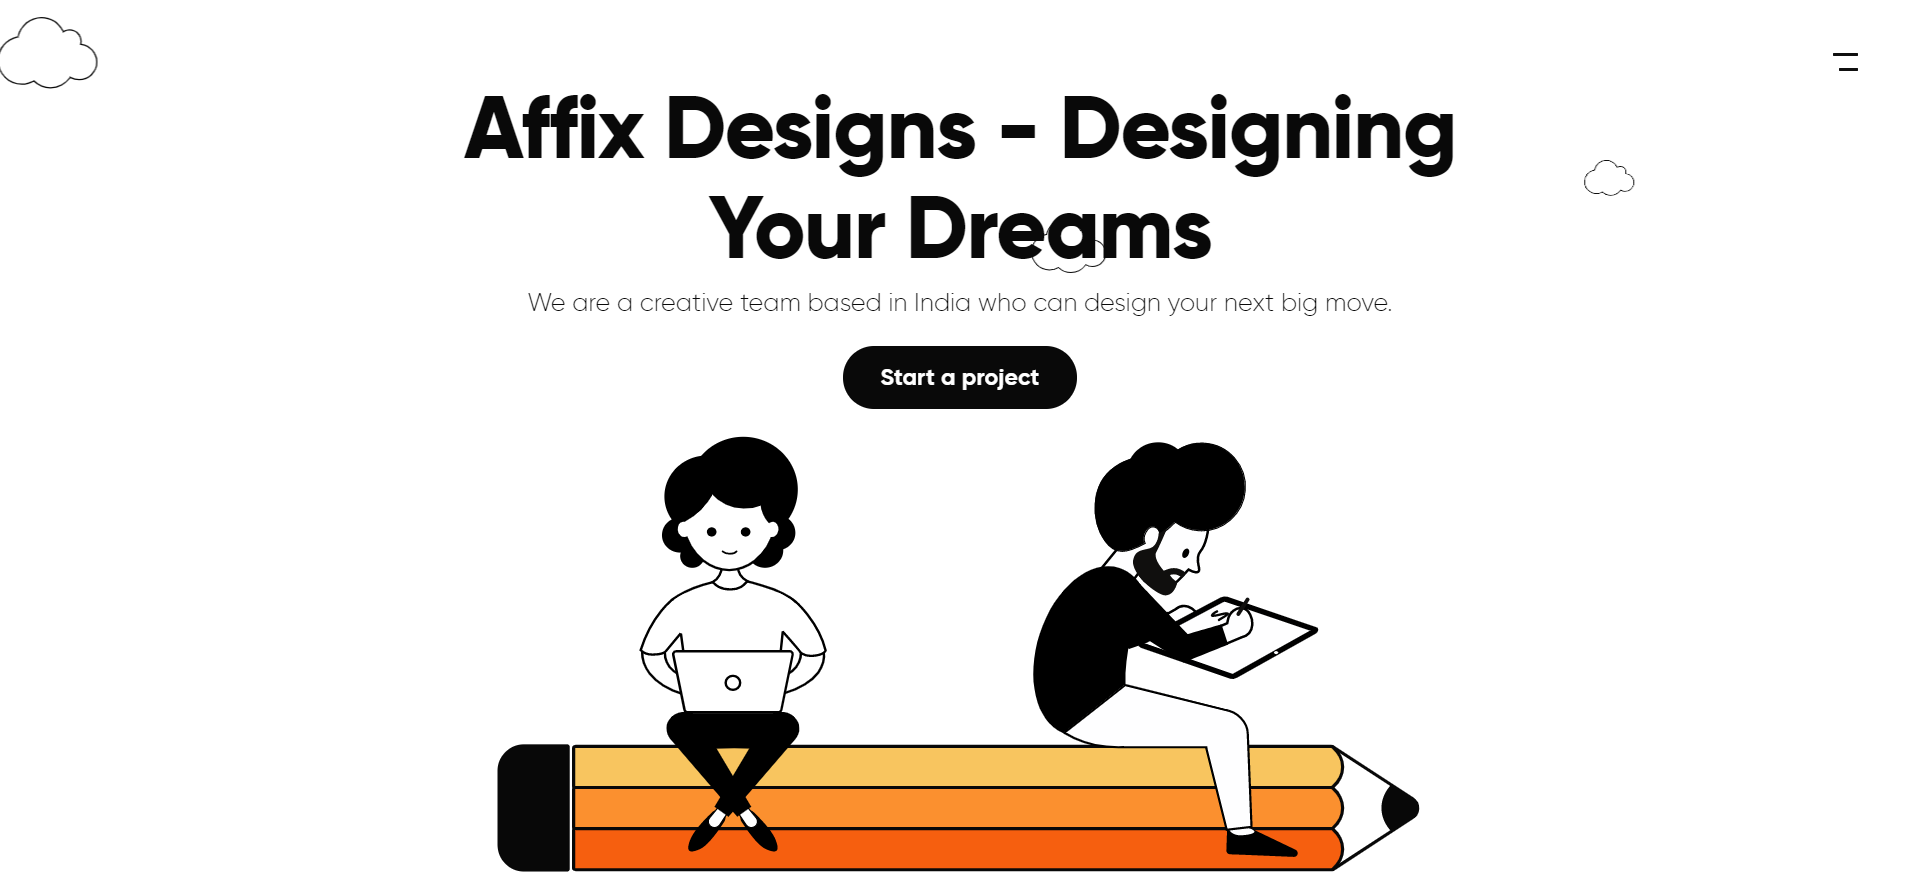 Affix Designs - Designing
Your Dreams
We are a creative team based in India who can design your next big move.
Start a project